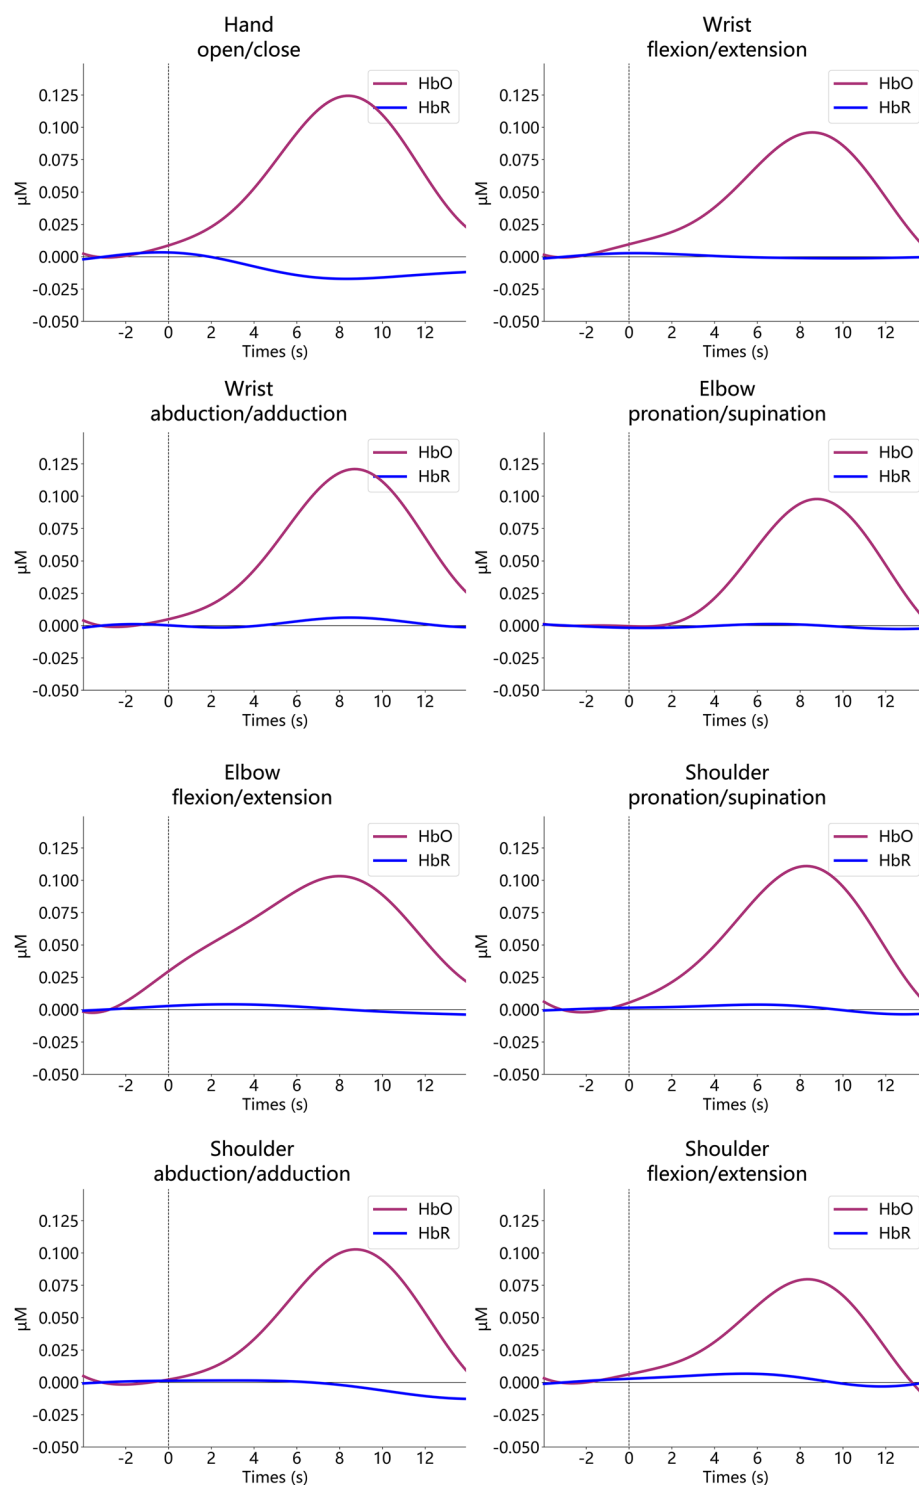 Hand
open/close
HbO
HbR
0.125
0.100
0.075
0.050
0.025
0.000
-0.025
-0.050
µM
-2 0 2 4 6 8 10 12
Times (s)
Wrist
flexion/extension
HbO
HbR
0.125
0.100
0.075
0.050
0.025
0.000
-0.025
-0.050
µM
-2 0 2 4 6 8 10 12
Times (s)
Wrist
abduction/adduction
HbO
HbR
0.125
0.100
0.075
0.050
0.025
0.000
-0.025
-0.050
µM
-2 0 2 4 6 8 10 12
Times (s)
Elbow
pronation/supination
HbO
HbR
0.125
0.100
0.075
0.050
0.025
0.000
-0.025
-0.050
µM
-2 0 2 4 6 8 10 12
Times (s)
Elbow
flexion/extension
HbO
HbR
0.125
0.100
0.075
0.050
0.025
0.000
-0.025
-0.050
µM
-2 0 2 4 6 8 10 12
Times (s)
Shoulder
pronation/supination
HbO
HbR
0.125
0.100
0.075
0.050
0.025
0.000
-0.025
-0.050
µM
-2 0 2 4 6 8 10 12
Times (s)
Shoulder
abduction/adduction
HbO
HbR
0.125
0.100
0.075
0.050
0.025
0.000
-0.025
-0.050
µM
-2 0 2 4 6 8 10 12
Times (s)
Shoulder
flexion/extension
HbO
HbR
0.125
0.100
0.075
0.050
0.025
0.000
-0.025
-0.050
µM
-2 0 2 4 6 8 10 12
Times (s)